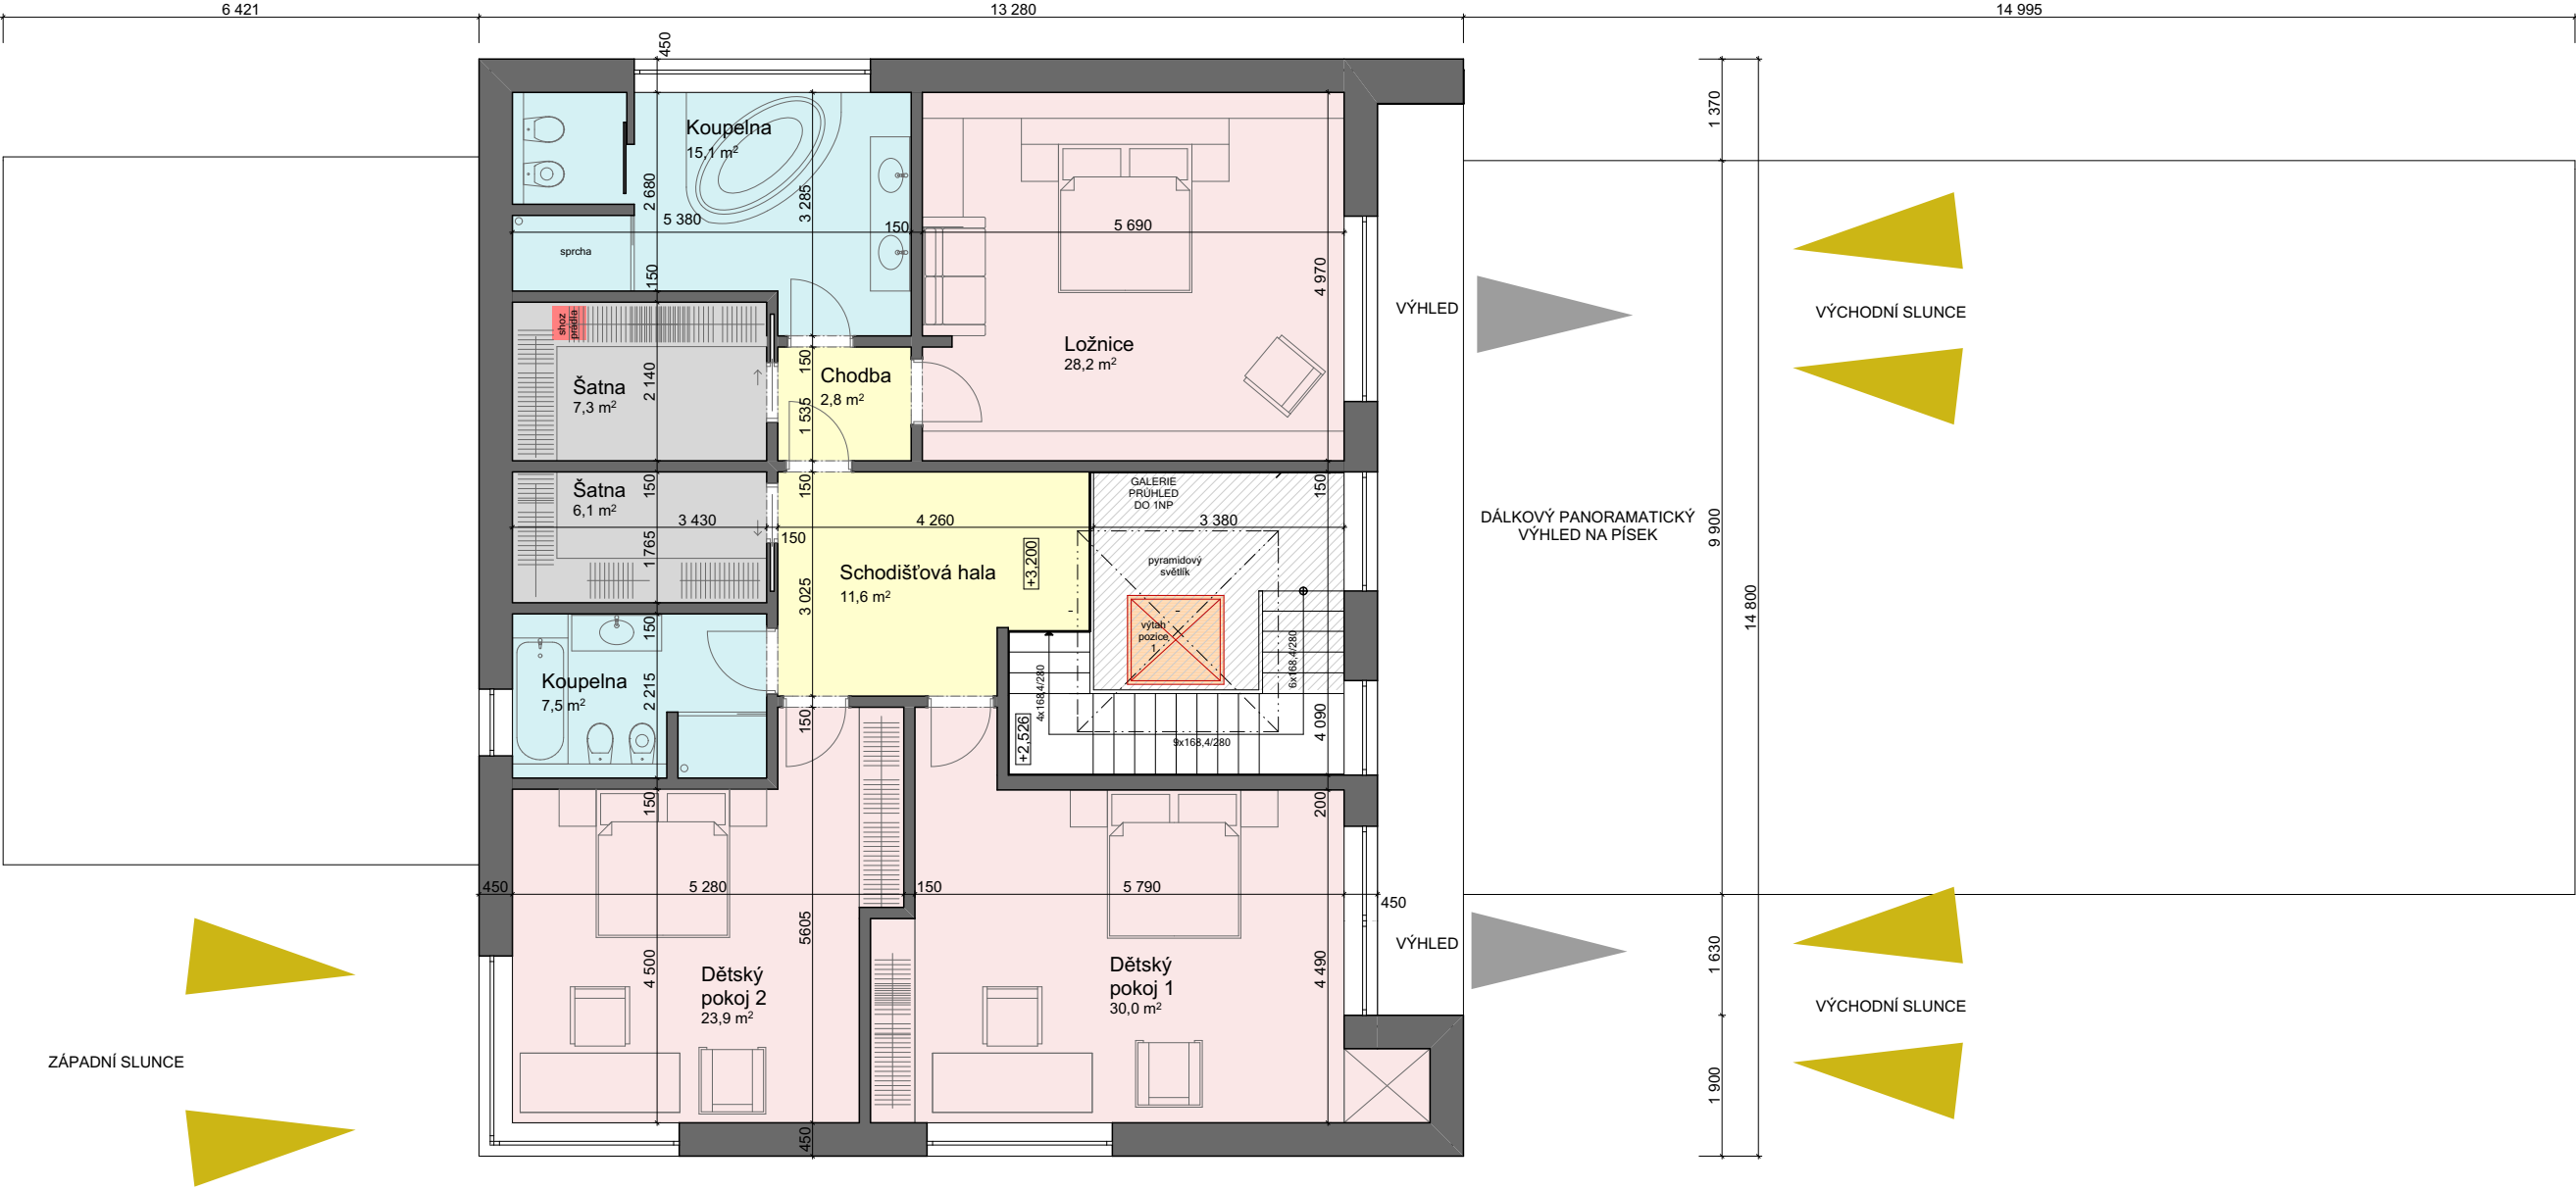 6 421
13 280
14 995
450
1 370
Koupelna
15,1 m²
2 680
3 285
5 380
150
5 690
sprcha
150
4 970
VÝHLED
VÝCHODNÍ SLUNCE
shoz
prádla
Ložnice
28,2 m²
Šatna
7,3 m²
2 140
150
Chodba
2,8 m²
1 535
Šatna
6,1 m²
150
150
GALERIE
PRŮHLED
DO 1NP
150
3 430
150
4 260
3 380
DÁLKOVÝ PANORAMATICKÝ
VÝHLED NA PÍSEK
9 900
1765
Schodišťová hala
11,6 m²
3 025
+3,200
pyramidový
světlík
14 800
výtah
pozice
1
150
Koupelna
7,5 m²
2 215
4x168,4/280
6x168,4/280
150
+2,526
9x168,4/280
4 090
150
200
450
5 280
150
5 790
450
5605
VÝHLED
1 630
4 500
Dětský
pokoj 2
23,9 m²
Dětský
pokoj 1
30,0 m²
4 490
VÝCHODNÍ SLUNCE
ZÁPADNÍ SLUNCE
1 900
450